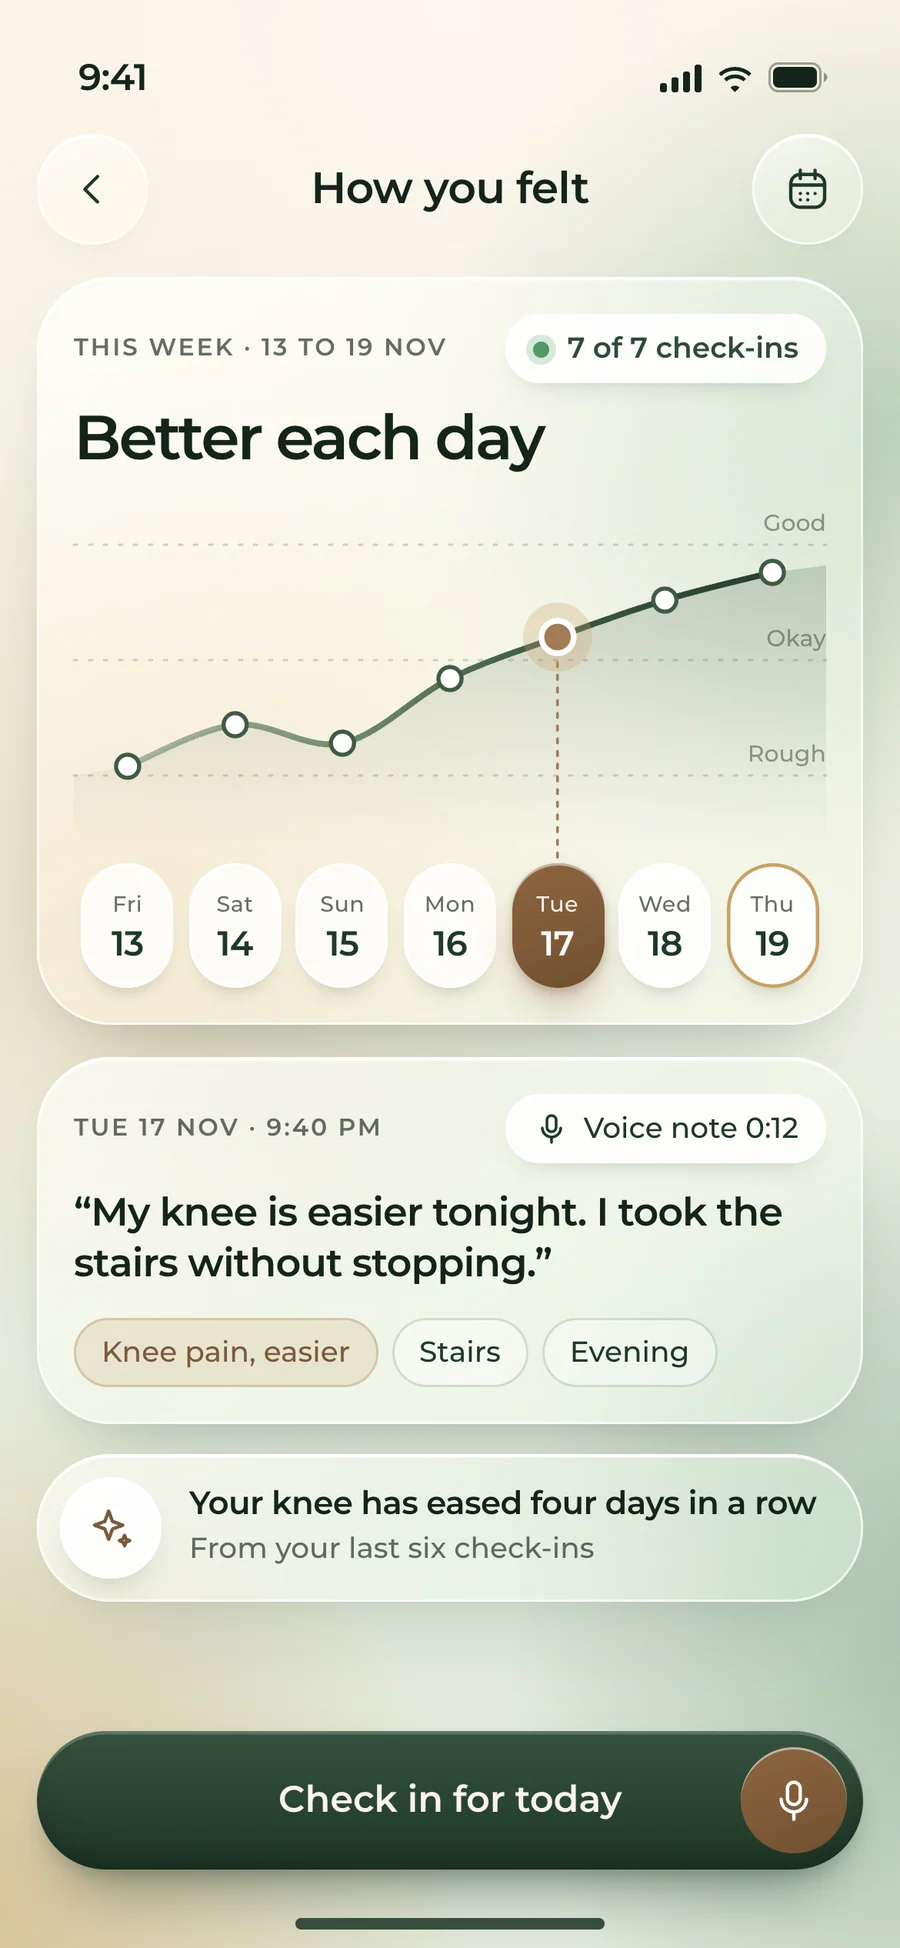 9:41
How you felt
THIS WEEK · 13 TO 19 NOV
7 of 7 check-ins
Better each day
Good
Okay
Rough
Fri Sat Sun Mon Tue Wed Thu
13 14 15 16 17 18 19
TUE 17 NOV · 9:40 PM
Voice note 0:12
“My knee is easier tonight. I took the
stairs without stopping.”
Knee pain, easier
Stairs
Evening
Your knee has eased four days in a row
From your last six check-ins
Check in for today